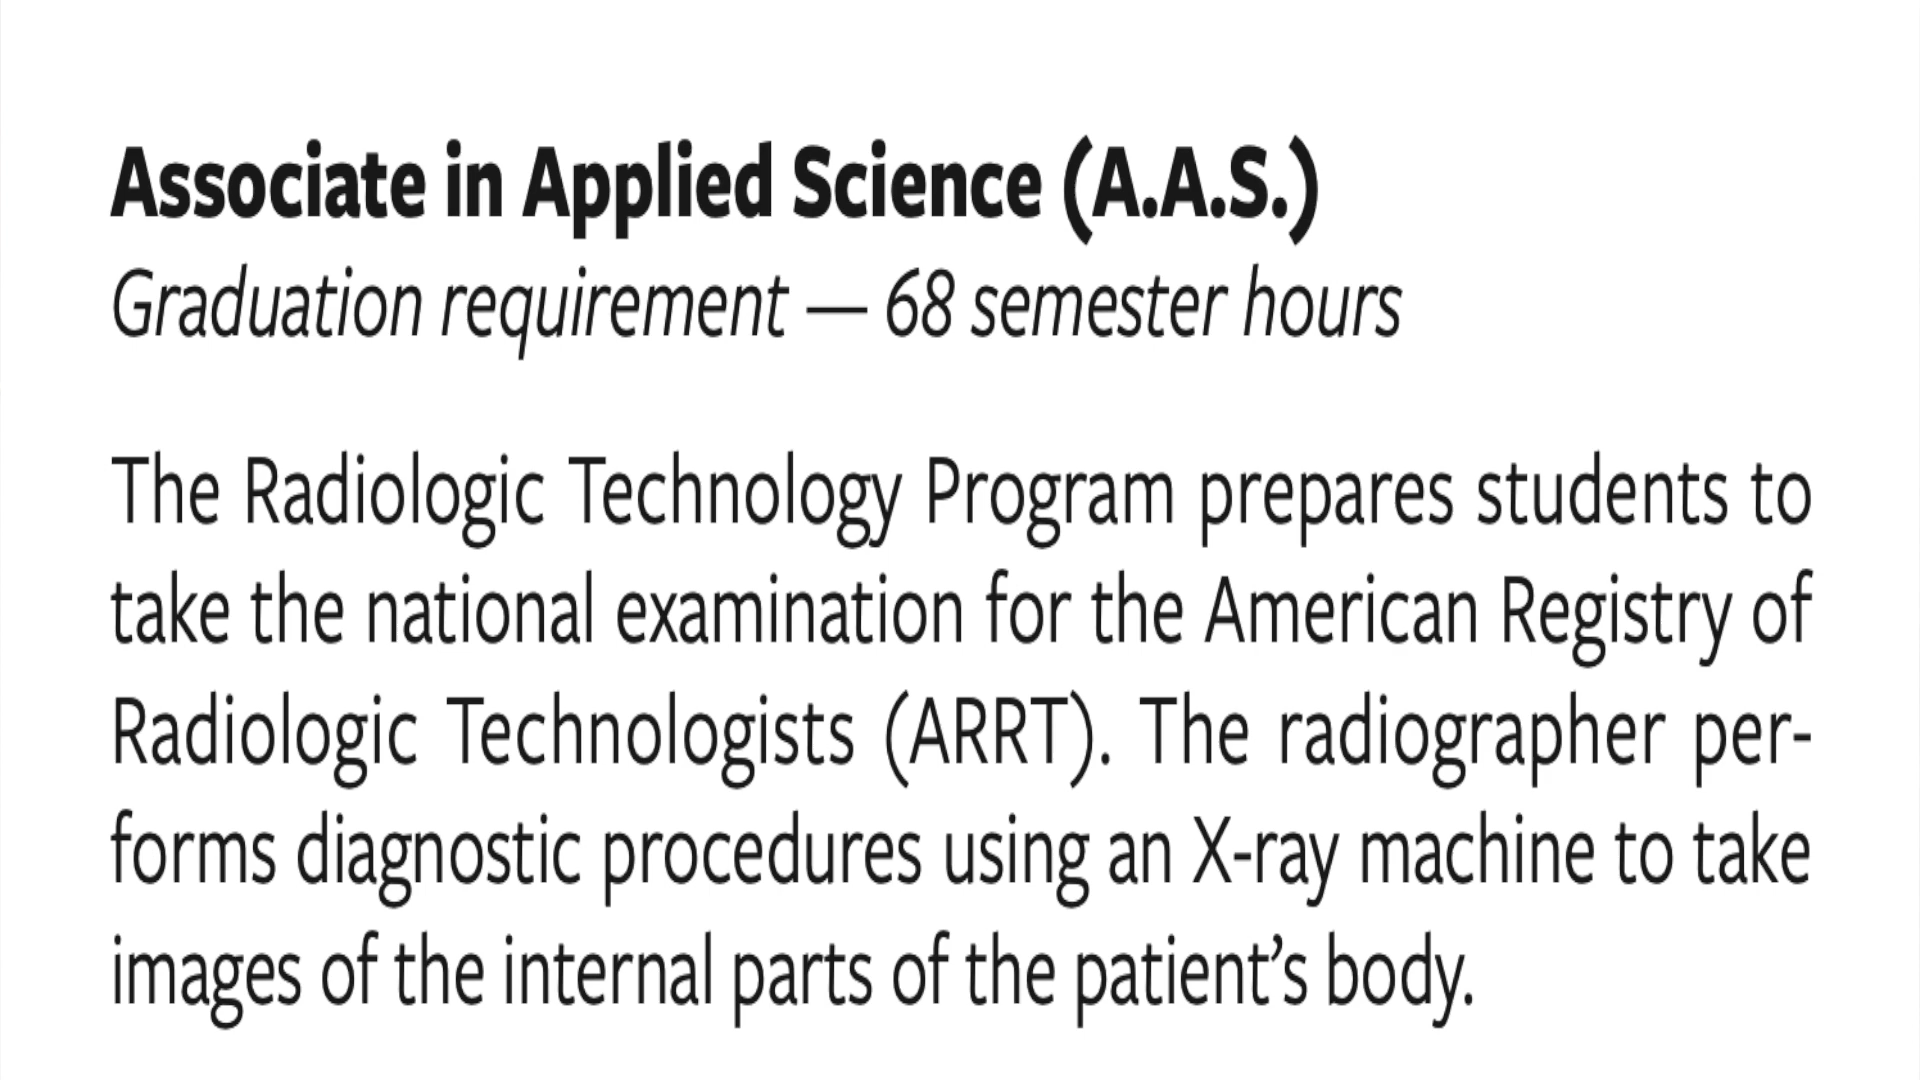 Associate in Applied Science (A.A.S.)
Graduation requirement — 68 semester hours
The Radiologic Technology Program prepares students to
take the national examination for the American Registry of
Radiologic Technologists (ARRT). The radiographer per-
forms diagnostic procedures using an X-ray machine to take
images of the internal parts of the patient’s body.